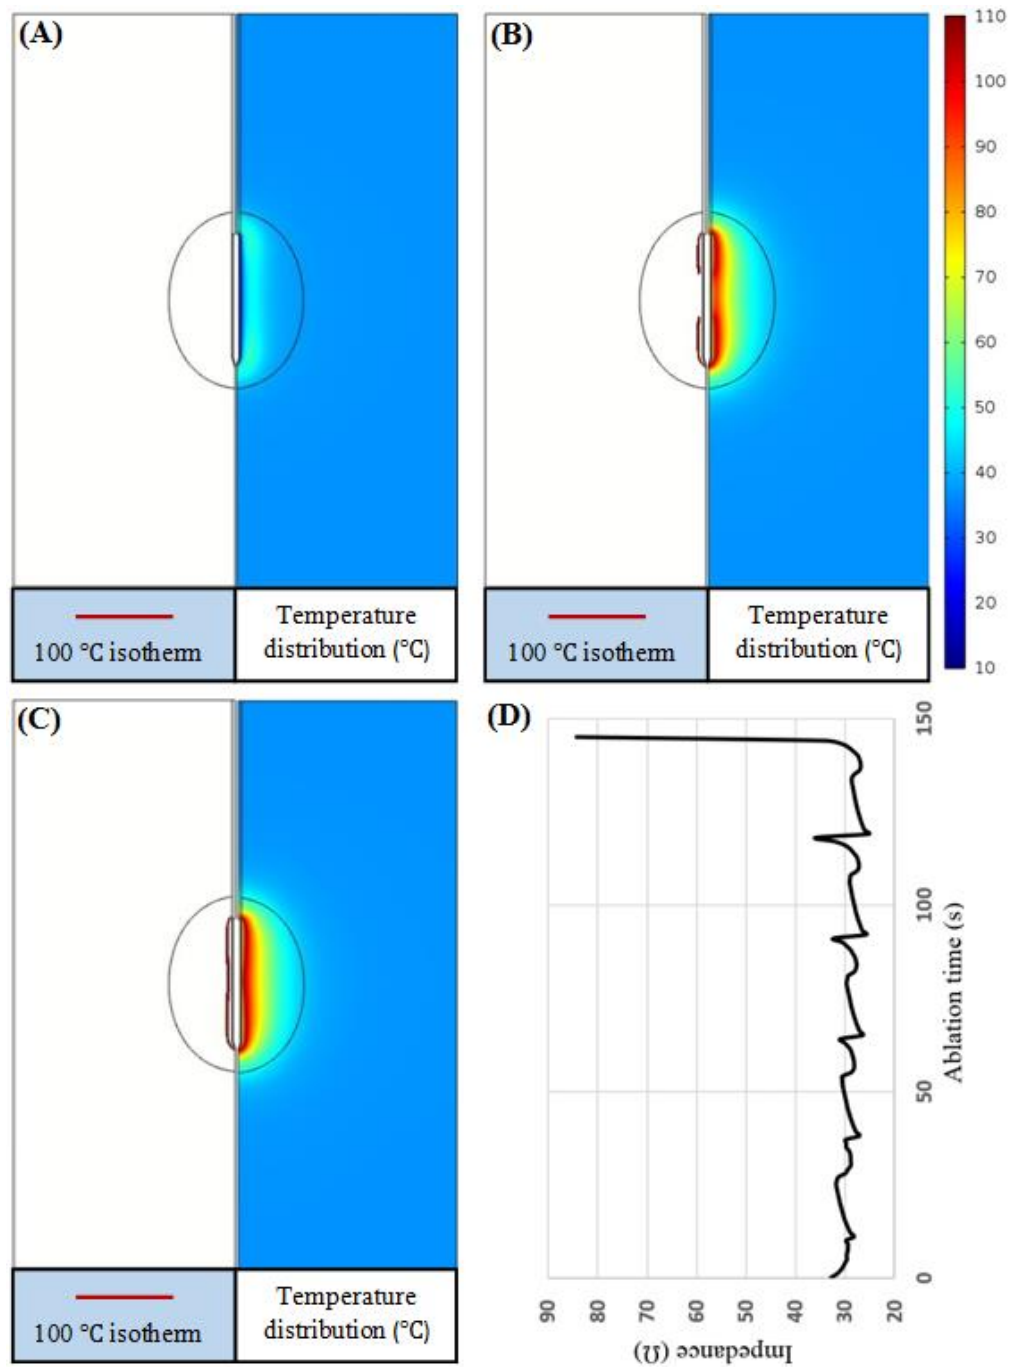 (A)
(B)
110
100
90
80
70
60
50
40
30
20
10
100 °C isotherm
Temperature
distribution (°C)
100 °C isotherm
Temperature
distribution (°C)
(C)
(D)
150
100
50
0
Ablation time (s)
90
80
70
60
50
40
30
20
Impedance (Ω)
100 °C isotherm
Temperature
distribution (°C)